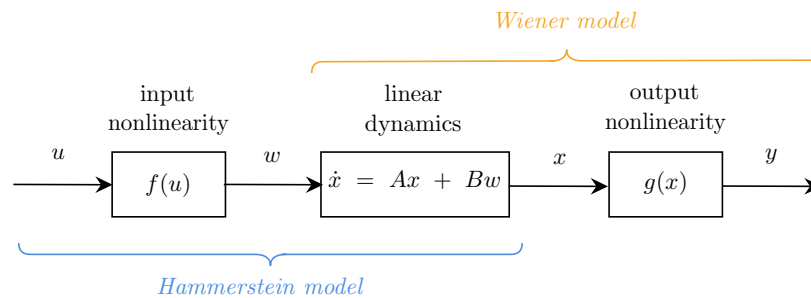 Wiener model
input
nonlinearity
linear
dynamics
output
nonlinearity
u
f(u)
w
ẋ = Ax + Bw
x
g(x)
y
Hammerstein model